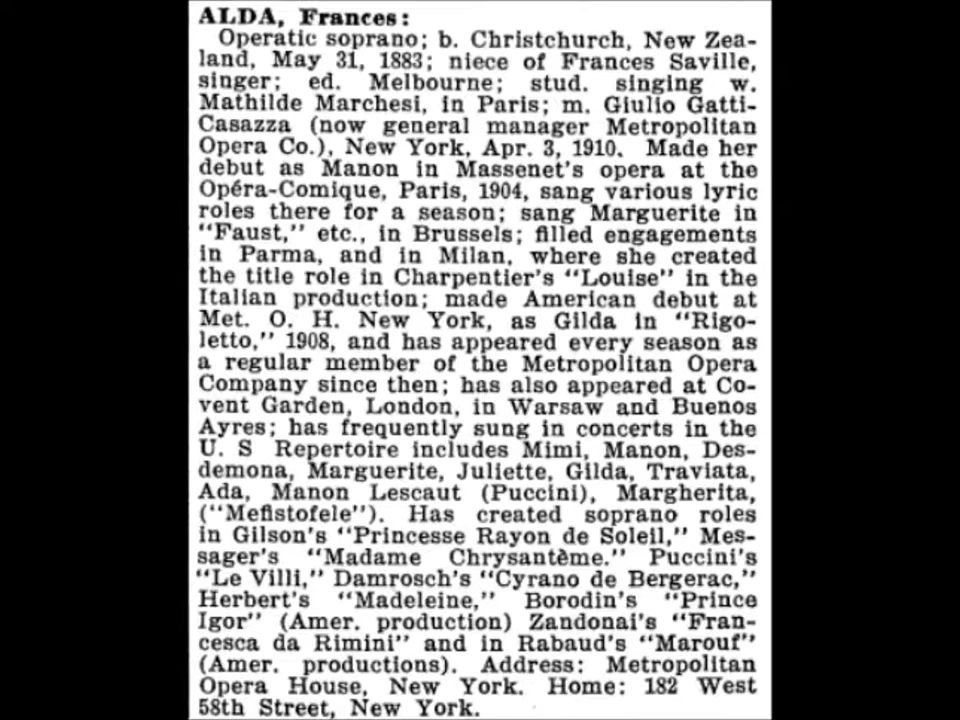 ALDA, Frances:
Operatic soprano; b. Christchurch, New Zea-
land, May 31, 1883; niece of Frances Saville,
singer; ed. Melbourne; stud. singing w.
Mathilde Marchesi, in Paris; m. Giulio Gatti-
Casazza (now general manager Metropolitan
Opera Co.), New York, Apr. 3, 1910. Made her
debut as Manon in Massenet's opera at the
Opéra-Comique, Paris, 1904, sang various lyric
roles there for a season; sang Marguerite in
"Faust," etc., in Brussels; filled engagements
in Parma, and in Milan, where she created
the title role in Charpentier's "Louise" in the
Italian production; made American debut at
Met. O. H. New York, as Gilda in "Rigo-
letto," 1908, and has appeared every season as
a regular member of the Metropolitan Opera
Company since then; has also appeared at Co-
vent Garden, London, in Warsaw and Buenos
Ayres; has frequently sung in concerts in the
U. S Repertoire includes Mimi, Manon, Des-
demona, Marguerite, Juliette, Gilda, Traviata,
Ada, Manon Lescaut (Puccini), Margherita,
("Mefistofele"). Has created soprano roles
in Gilson's "Princesse Rayon de Soleil," Mes-
sager's "Madame Chrysantème." Puccini's
"Le Villi," Damrosch's "Cyrano de Bergerac,"
Herbert's "Madeleine," Borodin's "Prince
Igor" (Amer. production) Zandonai's "Fran-
cesca da Rimini" and in Rabaud's "Marouf"
(Amer. productions). Address: Metropolitan
Opera House, New York. Home: 182 West
58th Street, New York.